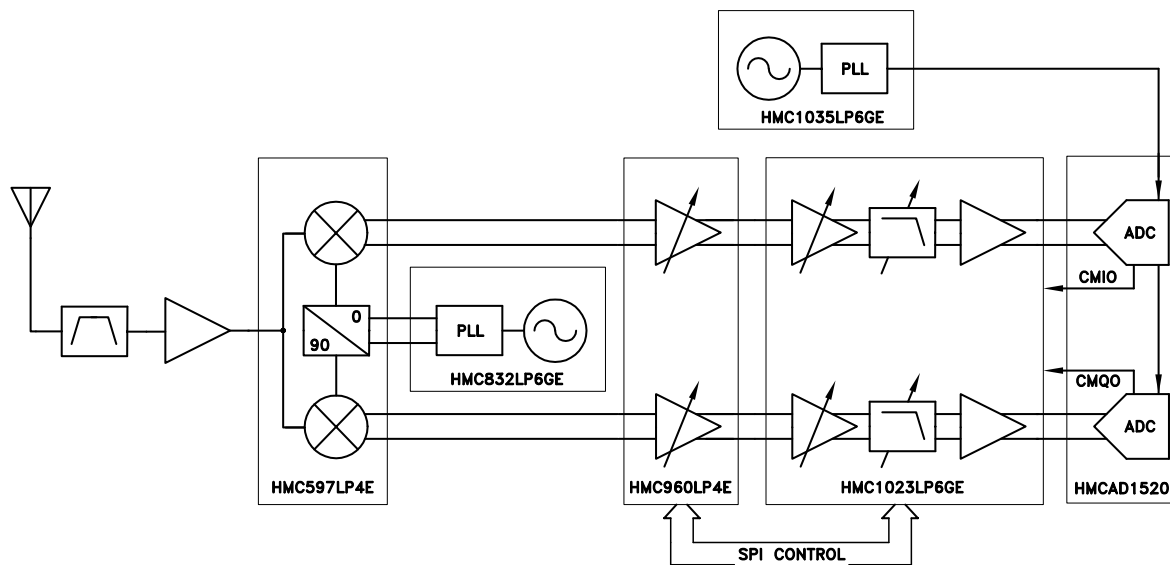 PLL
HMC1035LP6GE
ADC
CMIO
0
90
PLL
HMC832LP6GE
CMQO
ADC
HMC597LP4E
HMC960LP4E
HMC1023LP6GE
HMCAD1520
SPI CONTROL